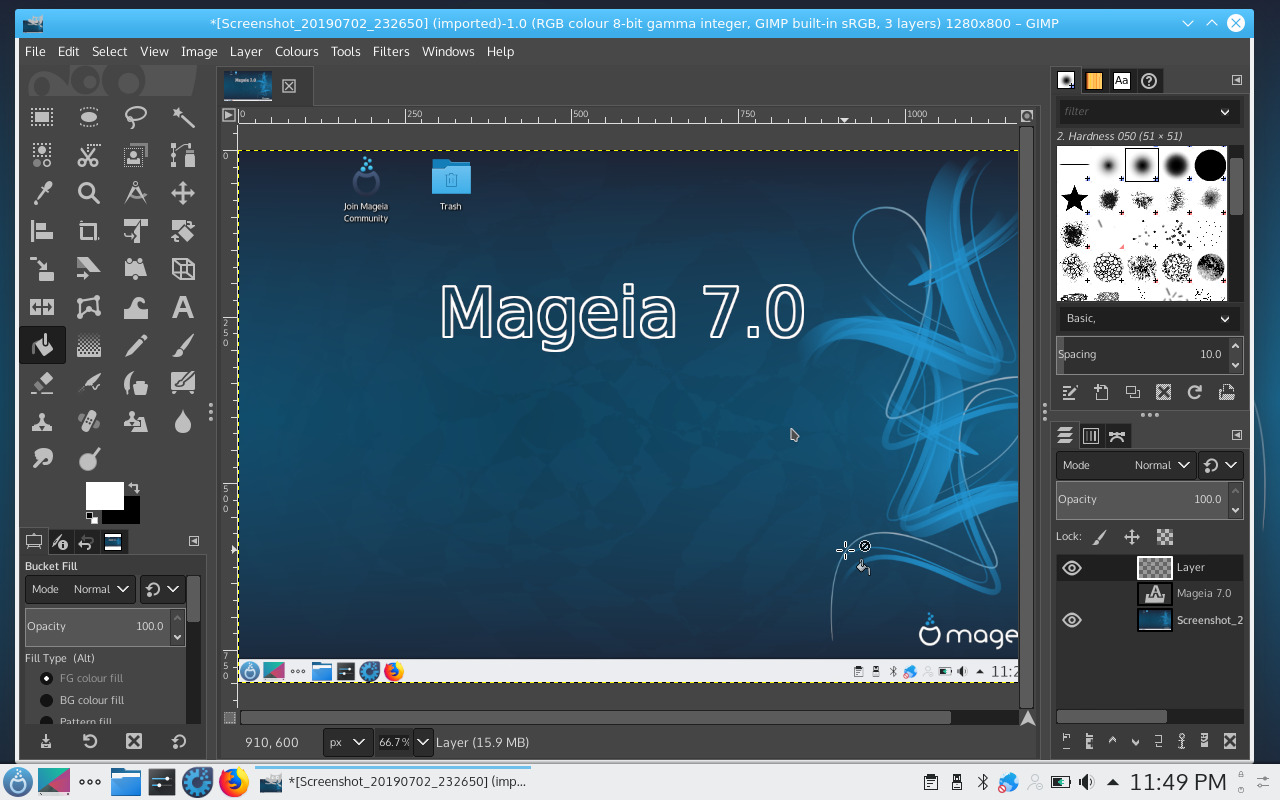 *[Screenshot_20190702_232650] (imported)-1.0 (RGB colour 8-bit gamma integer, GIMP built-in sRGB, 3 layers) 1280x800 – GIMP
File Edit Select View Image Layer Colours Tools Filters Windows Help
0 250 500 750 1000
filter
2. Hardness 050 (51 × 51)
Join Mageia
Community
Trash
Mageia 7.0
Basic,
Spacing 10.0
Mode Normal
Opacity 100.0
Lock:
Layer
Mageia 7.0
Screenshot_2
mage
11:2
Bucket Fill
Mode Normal
Opacity 100.0
Fill Type (Alt)
FG colour fill
BG colour fill
Pattern fill
0
250
500
750
910, 600 px 66.7% Layer (15.9 MB)
*[Screenshot_20190702_232650] (imp... 11:49 PM